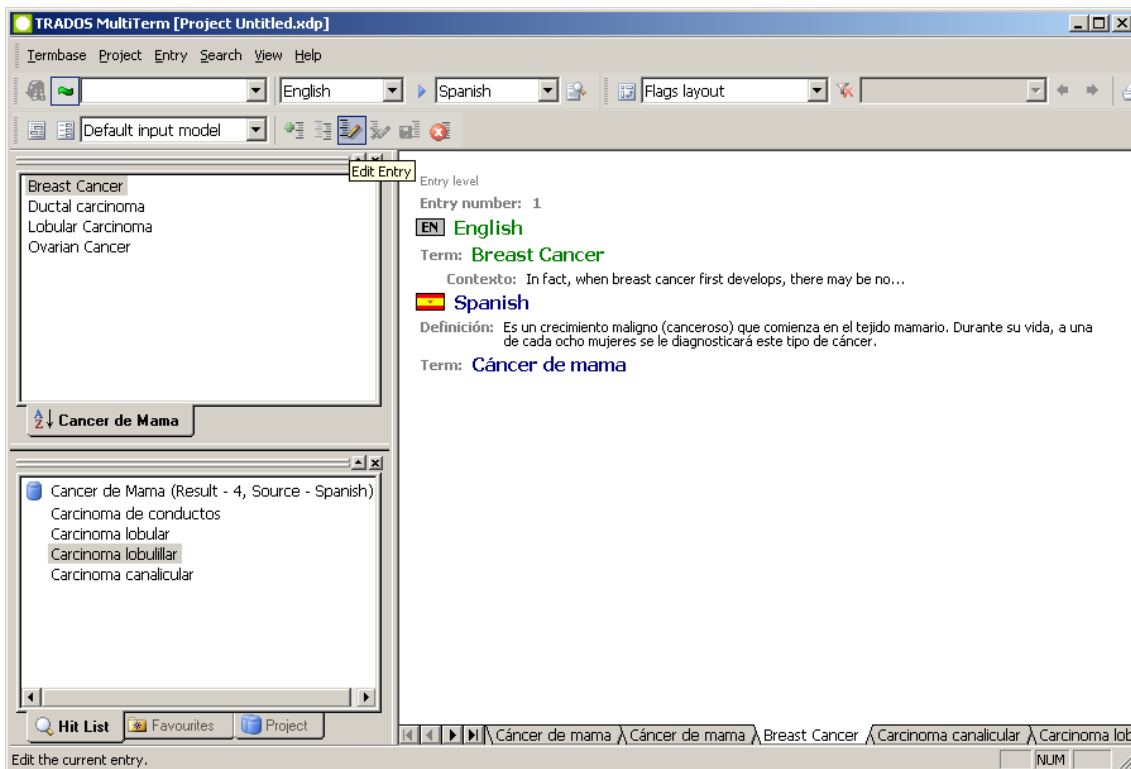 TRADOS MultiTerm [Project Untitled.xdp]
Termbase Project Entry Search View Help
English Spanish Flags layout
Default input model
Edit Entry
Breast Cancer
Ductal carcinoma
Lobular Carcinoma
Ovarian Cancer
A Z Cancer de Mama
Cancer de Mama (Result - 4, Source - Spanish)
Carcinoma de conductos
Carcinoma lobular
Carcinoma lobulillar
Carcinoma canalicular
Hit List Favourites Project
Entry level
Entry number: 1
EN English
Term: Breast Cancer
Contexto: In fact, when breast cancer first develops, there may be no...
Spanish
Definición: Es un crecimiento maligno (canceroso) que comienza en el tejido mamario. Durante su vida, a una
de cada ocho mujeres se le diagnosticará este tipo de cáncer.
Term: Cáncer de mama
Cáncer de mama Cáncer de mama Breast Cancer Carcinoma canalicular Carcinoma lob
Edit the current entry. NUM